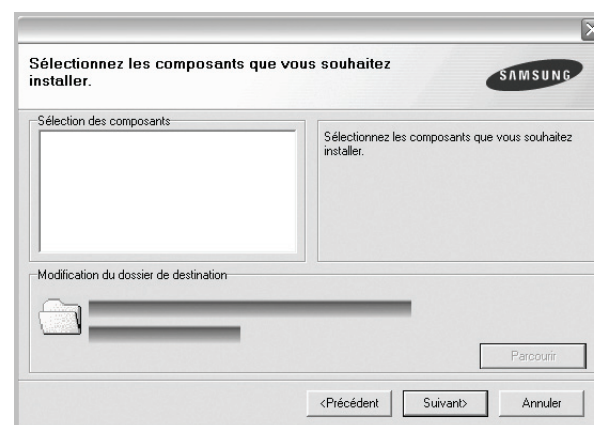 Sélectionnez les composants que vous souhaitez
installer.
SAMSUNG
Sélection des composants
Sélectionnez les composants que vous souhaitez
installer.
Modification du dossier de destination
Parcourir
<Précédent
Suivant>
Annuler